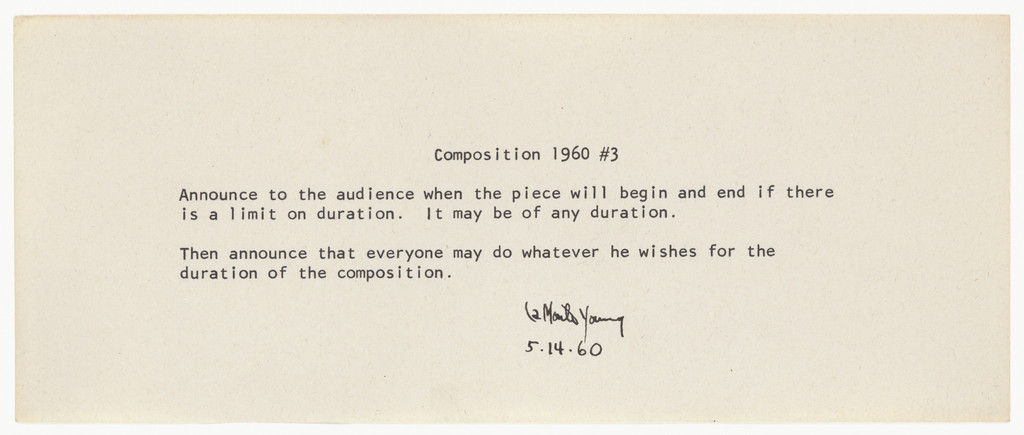 Composition 1960 #3
Announce to the audience when the piece will begin and end if there
is a limit on duration.  It may be of any duration.
Then announce that everyone may do whatever he wishes for the
duration of the composition.
La Monte Young
5.14.60